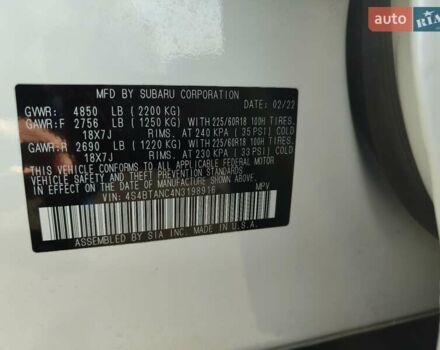 auto RIA
MFD BY SUBARU CORPORATION
DATE: 02/22
GVWR: 4850 LB (2200 KG)
GAWR:F 2756 LB (1250 KG) WITH 225/60R18 100H TIRES,
18X7J RIMS, AT 240 KPA (35 PSI) COLD
GAWR:R 2690 LB (1220 KG) WITH 225/60R18 100H TIRES,
18X7J RIMS, AT 230 KPA (33 PSI) COLD
THIS VEHICLE CONFORMS TO ALL APPLICABLE FEDERAL MOTOR
VEHICLE SAFETY AND THEFT PREVENTION STANDARDS IN EFFECT
ON THE DATE OF MANUFACTURE SHOWN ABOVE.
VIN: 4S4BTANC4N3198916 MPV
ASSEMBLED BY SIA INC. MADE IN U.S.A.